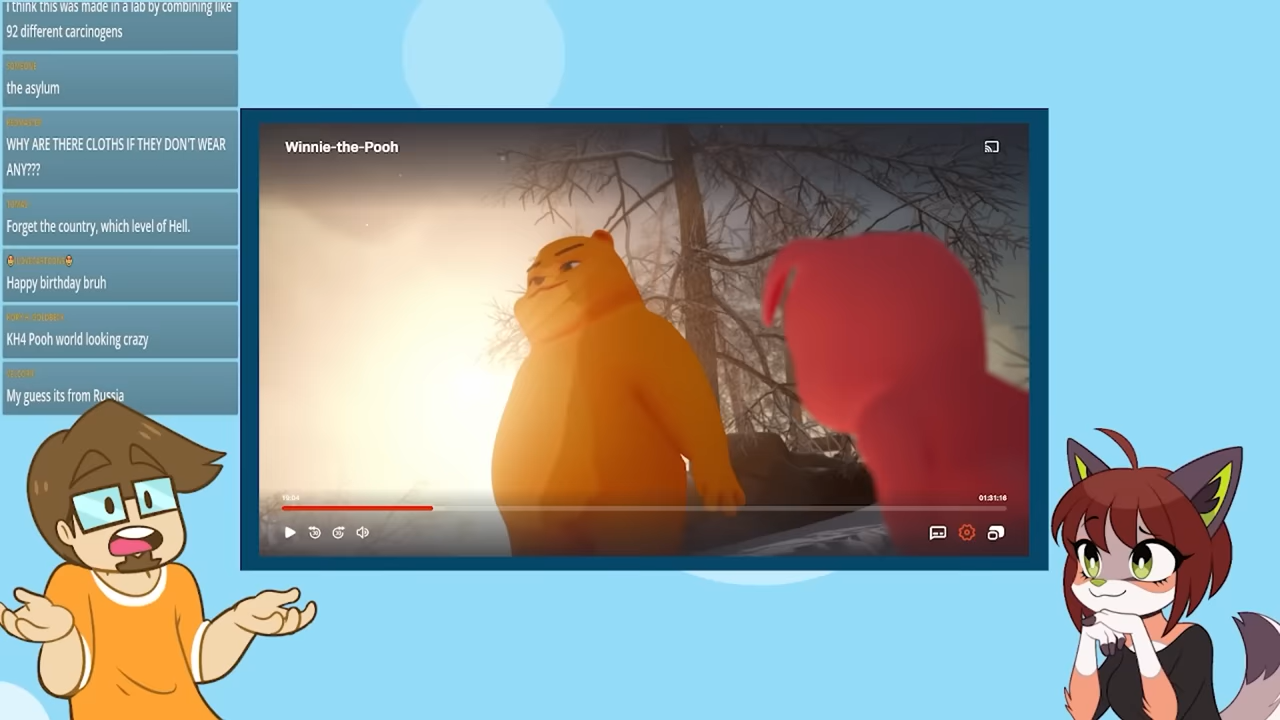 I think this was made in a lab by combining like
92 different carcinogens
the asylum
WHY ARE THERE CLOTHS IF THEY DON'T WEAR
ANY???
Forget the country, which level of Hell.
Happy birthday bruh
KH4 Pooh world looking crazy
My guess its from Russia
Winnie-the-Pooh
19:04
01:31:16